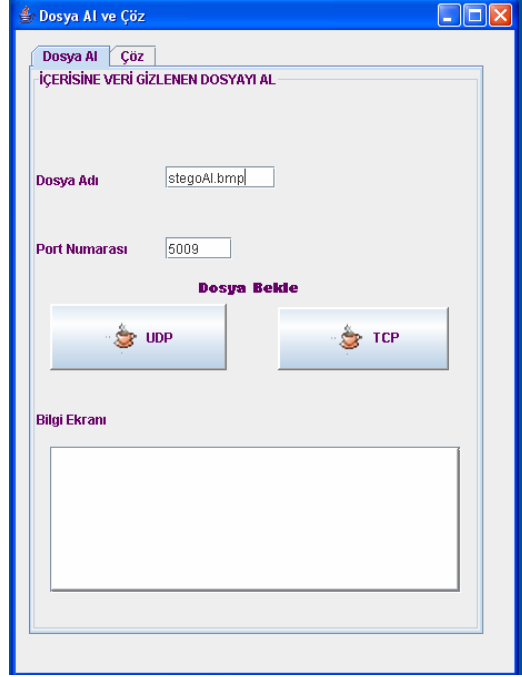 Dosya Al ve Çöz
Dosya Al Çöz
İÇERİSİNE VERİ GİZLENEN DOSYAYI AL
Dosya Adı stegoAl.bmp
Port Numarası 5009
Dosya Bekle
UDP TCP
Bilgi Ekranı